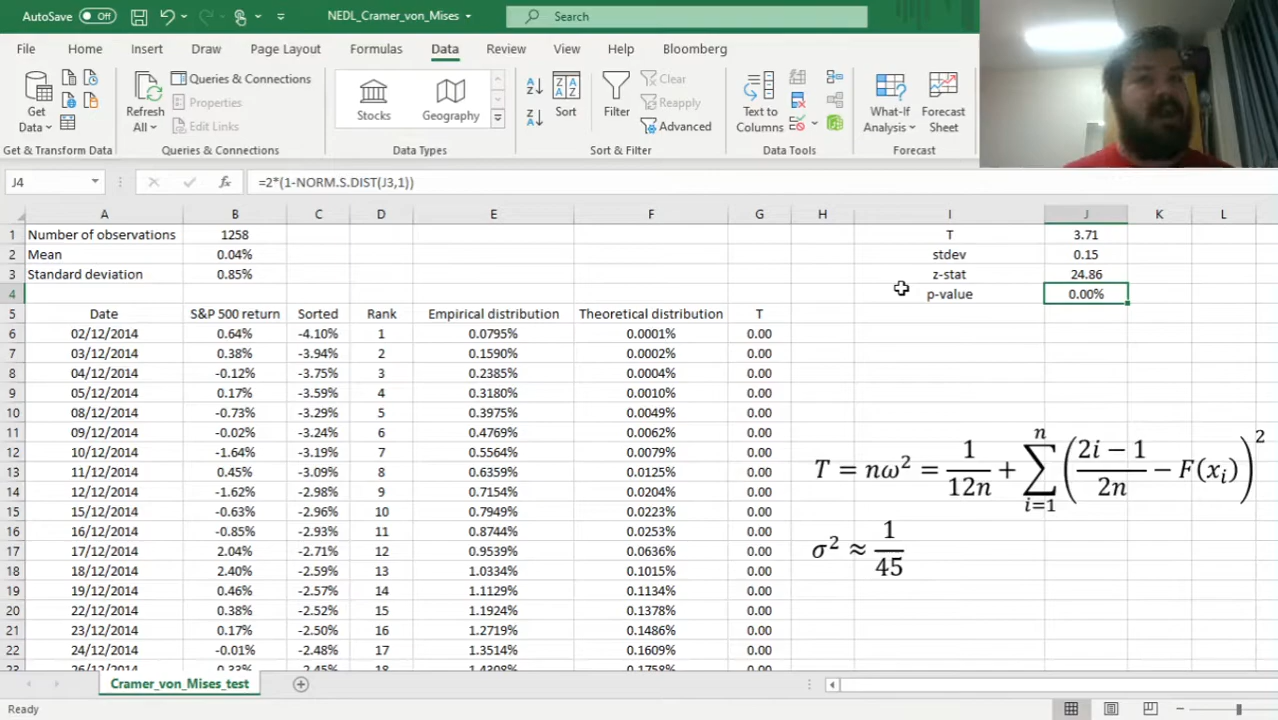 AutoSave Off NEDL_Cramer_von_Mises Search
File Home Insert Draw Page Layout Formulas Data Review View Help Bloomberg
Get Data Refresh All Queries & Connections Properties Edit Links Stocks Geography Sort Filter Clear Reapply Advanced Text to Columns What-If Analysis Forecast Sheet
Get & Transform Data Queries & Connections Data Types Sort & Filter Data Tools Forecast
J4 fx =2*(1-NORM.S.DIST(J3,1))
A B C D E F G H I J K L
1 Number of observations 1258 T 3.71
2 Mean 0.04% stdev 0.15
3 Standard deviation 0.85% z-stat 24.86
4 p-value 0.00%
5 Date S&P 500 return Sorted Rank Empirical distribution Theoretical distribution T
6 02/12/2014 0.64% -4.10% 1 0.0795% 0.0001% 0.00
7 03/12/2014 0.38% -3.94% 2 0.1590% 0.0002% 0.00
8 04/12/2014 -0.12% -3.75% 3 0.2385% 0.0004% 0.00
9 05/12/2014 0.17% -3.59% 4 0.3180% 0.0010% 0.00
10 08/12/2014 -0.73% -3.29% 5 0.3975% 0.0049% 0.00
11 09/12/2014 -0.02% -3.24% 6 0.4769% 0.0062% 0.00
12 10/12/2014 -1.64% -3.19% 7 0.5564% 0.0079% 0.00
13 11/12/2014 0.45% -3.09% 8 0.6359% 0.0125% 0.00
14 12/12/2014 -1.62% -2.98% 9 0.7154% 0.0204% 0.00
15 15/12/2014 -0.63% -2.96% 10 0.7949% 0.0223% 0.00
16 16/12/2014 -0.85% -2.93% 11 0.8744% 0.0253% 0.00
17 17/12/2014 2.04% -2.71% 12 0.9539% 0.0636% 0.00
18 18/12/2014 2.40% -2.59% 13 1.0334% 0.1015% 0.00
19 19/12/2014 0.46% -2.57% 14 1.1129% 0.1134% 0.00
20 22/12/2014 0.38% -2.52% 15 1.1924% 0.1378% 0.00
21 23/12/2014 0.17% -2.50% 16 1.2719% 0.1486% 0.00
22 24/12/2014 -0.01% -2.48% 17 1.3514% 0.1609% 0.00
23 26/12/2014 0.33% -2.45% 18 1.4308% 0.1758% 0.00
T = nω² = 1/12n + ∑ⁿᵢ₌₁ ((2i − 1)/2n − F(xᵢ))²
σ² ≈ 1/45
Cramer_von_Mises_test
Ready